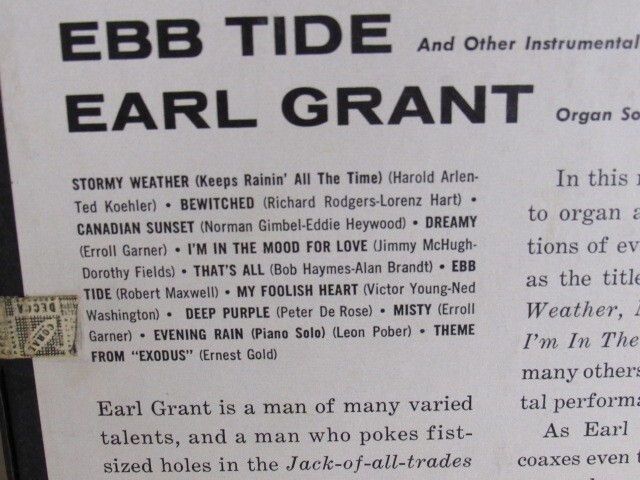 EBB TIDE And Other Instrumental
EARL GRANT Organ So
STORMY WEATHER (Keeps Rainin' All The Time) (Harold Arlen-
Ted Koehler) • BEWITCHED (Richard Rodgers-Lorenz Hart) •
CANADIAN SUNSET (Norman Gimbel-Eddie Heywood) • DREAMY
(Erroll Garner) • I'M IN THE MOOD FOR LOVE (Jimmy McHugh-
Dorothy Fields) • THAT'S ALL (Bob Haymes-Alan Brandt) • EBB
TIDE (Robert Maxwell) • MY FOOLISH HEART (Victor Young-Ned
Washington) • DEEP PURPLE (Peter De Rose) • MISTY (Erroll
Garner) • EVENING RAIN (Piano Solo) (Leon Pober) • THEME
FROM "EXODUS" (Ernest Gold)
Earl Grant is a man of many varied
talents, and a man who pokes fist-
sized holes in the Jack-of-all-trades
In this
to organ a
tions of ev
as the title
Weather,
I'm In The
many others
tal performa
As Earl
coaxes even t
DECCA